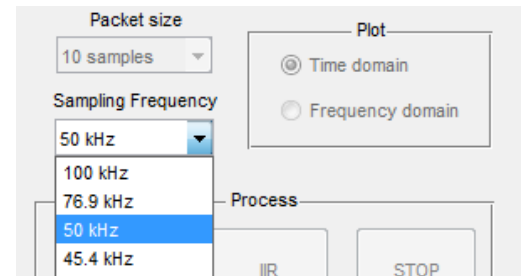 Packet size
10 samples
Sampling Frequency
50 kHz
100 kHz
76.9 kHz
50 kHz
45.4 kHz
Plot
Time domain
Frequency domain
Process
IIR
STOP